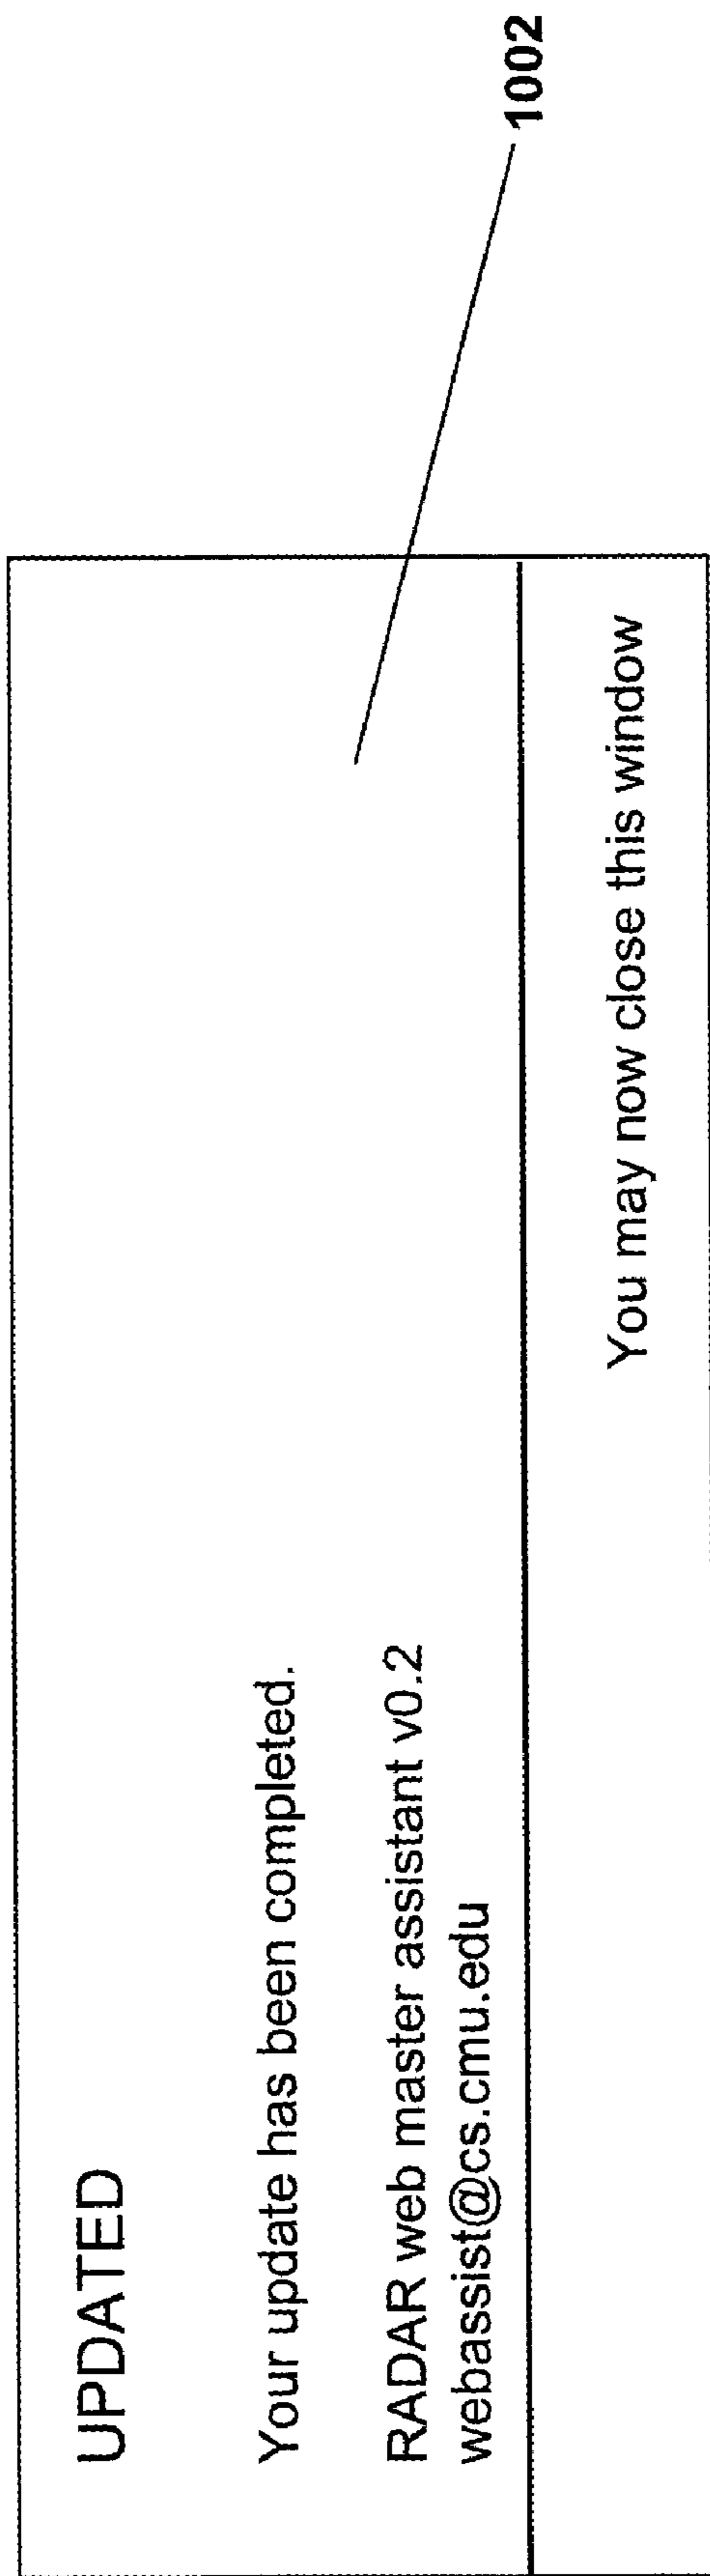 UPDATED
Your update has been completed.
RADAR web master assistant v0.2
webassist@cs.cmu.edu
You may now close this window
1002